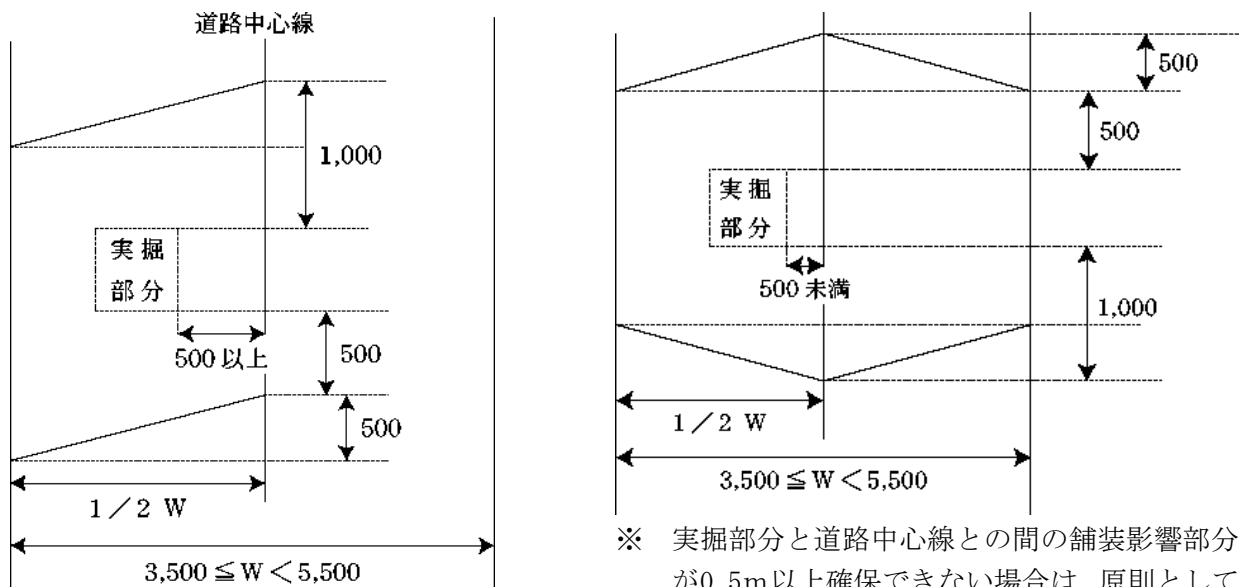 道路中心線
1,000
実掘
部分
500以上
500
500
1／2 W
3,500≦W＜5,500
500
500
実掘
部分
500未満
1,000
1／2 W
3,500≦W＜5,500
※ 実掘部分と道路中心線との間の舗装影響部分
が0.5m以上確保できない場合は、原則として